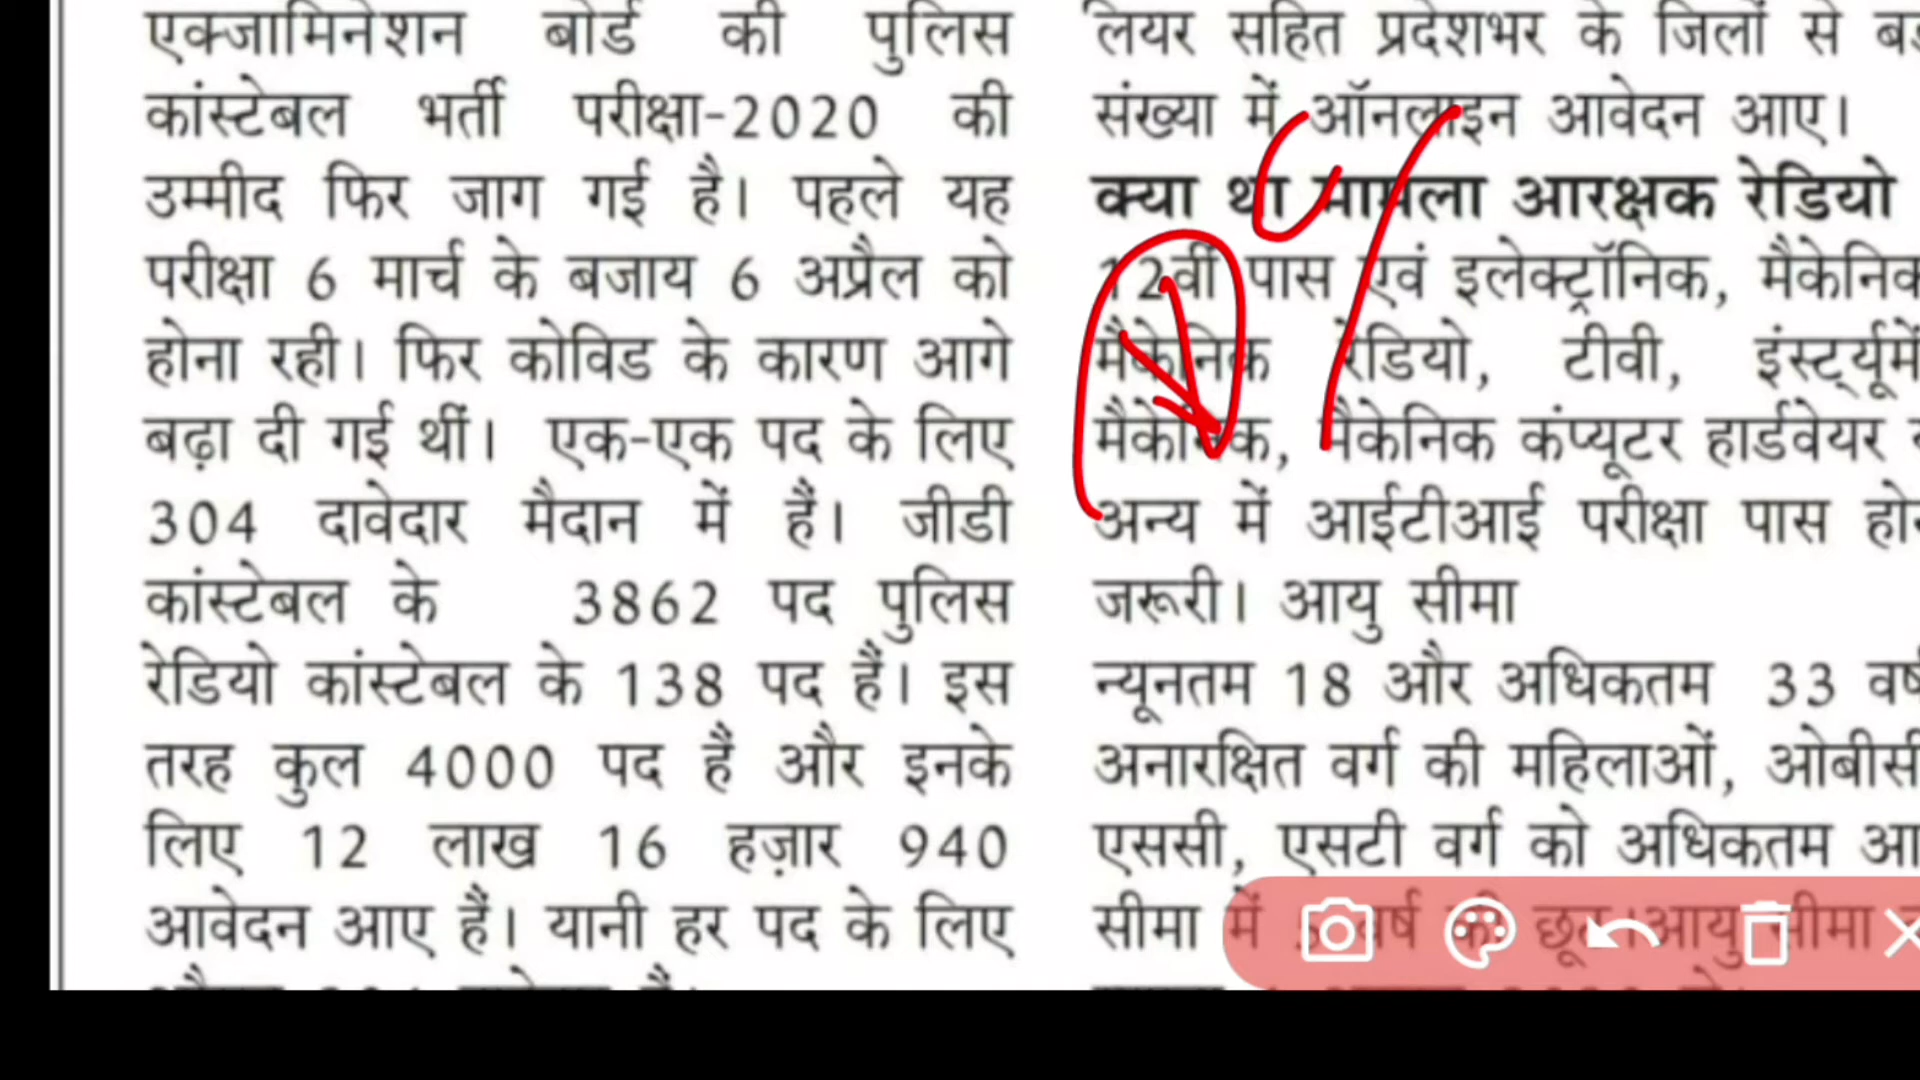 एक्जामिनेशन बोर्ड की पुलिस
कांस्टेबल भर्ती परीक्षा-2020 की
उम्मीद फिर जाग गई है। पहले यह
परीक्षा 6 मार्च के बजाय 6 अप्रैल को
होना रही। फिर कोविड के कारण आगे
बढ़ा दी गई थीं। एक-एक पद के लिए
304 दावेदार मैदान में हैं। जीडी
कांस्टेबल के 3862 पद पुलिस
रेडियो कांस्टेबल के 138 पद हैं। इस
तरह कुल 4000 पद हैं और इनके
लिए 12 लाख 16 हज़ार 940
आवेदन आए हैं। यानी हर पद के लिए
लियर सहित प्रदेशभर के जिलों से
संख्या में ऑनलाइन आवेदन आए।
क्या था मामला आरक्षक रेडियो
12वीं पास एवं इलेक्ट्रॉनिक, मैकेनिक
मैकेनिक रेडियो, टीवी,
मैकेनिक, मैकेनिक कंप्यूटर हार्डवेयर
अन्य में आईटीआई परीक्षा पास
जरूरी। आयु सीमा
न्यूनतम 18 और अधिकतम 33 वर्ष
अनारक्षित वर्ग की महिलाओं, ओबीसी
एससी, एसटी वर्ग को अधिकतम
सीमा में वर्ष की छूट। आयु सीमा